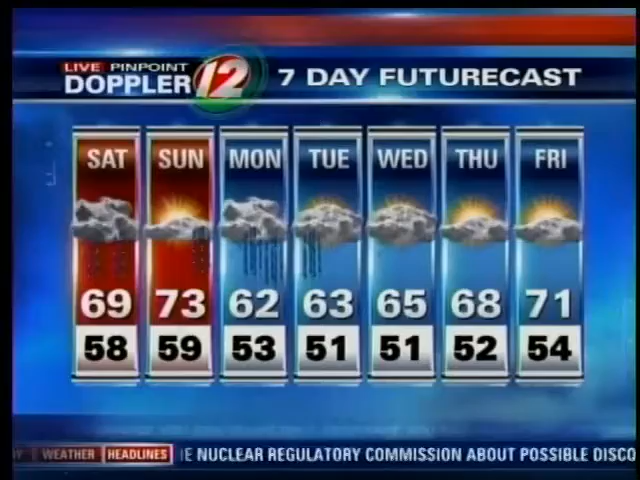 LIVE PINPOINT
DOPPLER 12
7 DAY FUTURECAST
SAT SUN MON TUE WED THU FRI
69 73 62 63 65 68 71
58 59 53 51 51 52 54
WEATHER HEADLINES E NUCLEAR REGULATORY COMMISSION ABOUT POSSIBLE DISCO